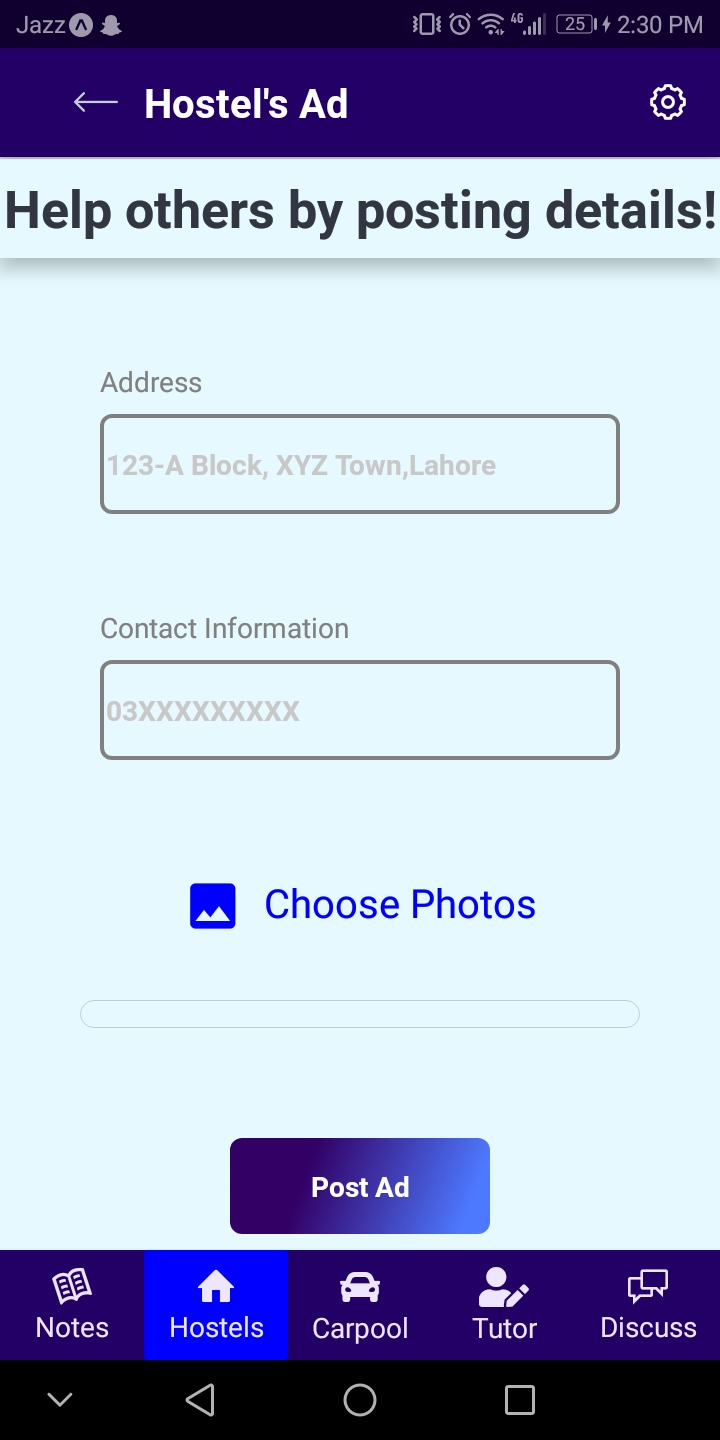 Jazz 4G 25 2:30 PM
Hostel's Ad
Help others by posting details!
Address
123-A Block, XYZ Town,Lahore
Contact Information
03XXXXXXXXX
Choose Photos
Post Ad
Notes Hostels Carpool Tutor Discuss